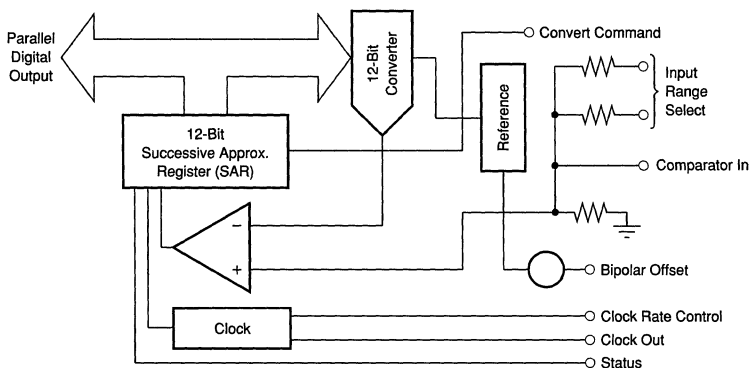 Parallel
Digital
Output
12-Bit
Converter
Convert Command
Input
Range
Select
Reference
12-Bit
Successive Approx.
Register (SAR)
Comparator In
−
+
Bipolar Offset
Clock
Clock Rate Control
Clock Out
Status